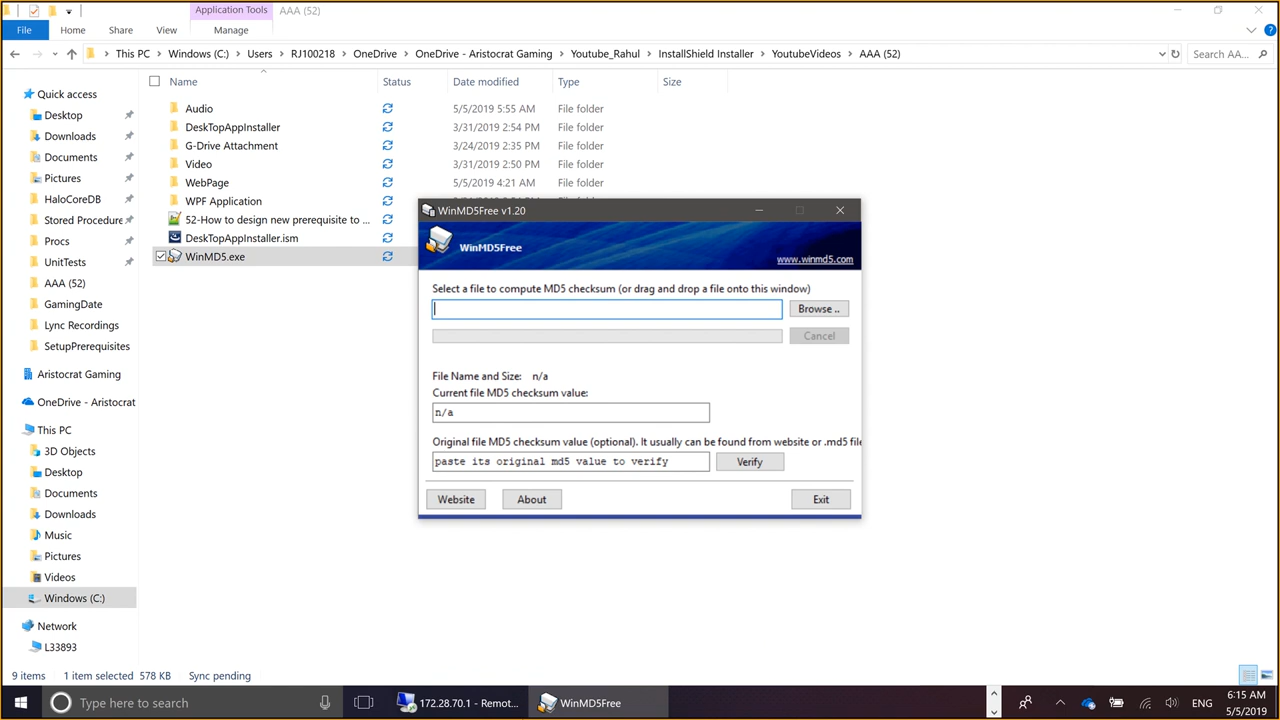 Application Tools
AAA (52)
File
Home
Share
View
Manage
This PC
Windows (C:)
Users
RJ100218
OneDrive
OneDrive - Aristocrat Gaming
Youtube_Rahul
InstallShield Installer
YoutubeVideos
AAA (52)
Search AA...
Name
Status
Date modified
Type
Size
Quick access
Desktop
Downloads
Documents
Pictures
HaloCoreDB
Stored Procedure
Procs
UnitTests
AAA (52)
GamingDate
Lync Recordings
SetupPrerequisites
Aristocrat Gaming
OneDrive - Aristocrat
This PC
3D Objects
Desktop
Documents
Downloads
Music
Pictures
Videos
Windows (C:)
Network
L33893
Audio 5/5/2019 5:55 AM File folder
DeskTopAppInstaller 3/31/2019 2:54 PM File folder
G-Drive Attachment 3/24/2019 2:35 PM File folder
Video 3/31/2019 2:50 PM File folder
WebPage 5/5/2019 4:21 AM File folder
WPF Application
52-How to design new prerequisite to ...
DeskTopAppInstaller.ism
WinMD5.exe
WinMD5Free v1.20
WinMD5Free
www.winmd5.com
Select a file to compute MD5 checksum (or drag and drop a file onto this window)
Browse ..
Cancel
File Name and Size: n/a
Current file MD5 checksum value:
n/a
Original file MD5 checksum value (optional). It usually can be found from website or .md5 file
paste its original md5 value to verify
Verify
Website
About
Exit
9 items
1 item selected 578 KB
Sync pending
Type here to search
172.28.70.1 - Remot...
WinMD5Free
ENG
6:15 AM
5/5/2019